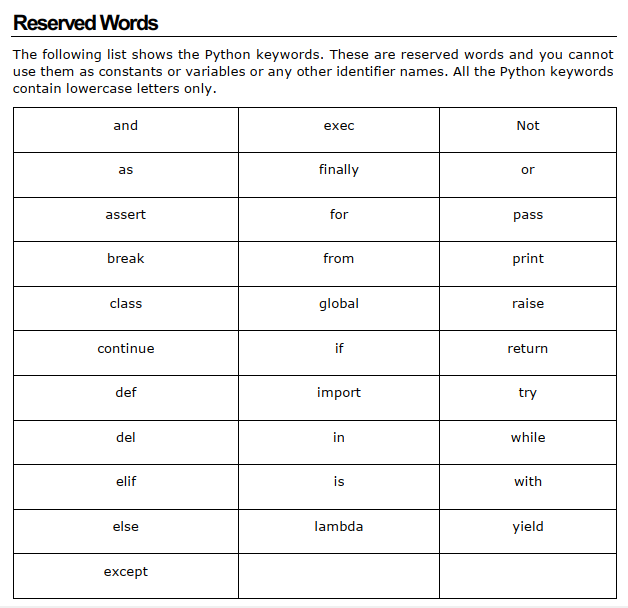 Reserved Words
The following list shows the Python keywords. These are reserved words and you cannot
use them as constants or variables or any other identifier names. All the Python keywords
contain lowercase letters only.
and exec Not
as finally or
assert for pass
break from print
class global raise
continue if return
def import try
del in while
elif is with
else lambda yield
except